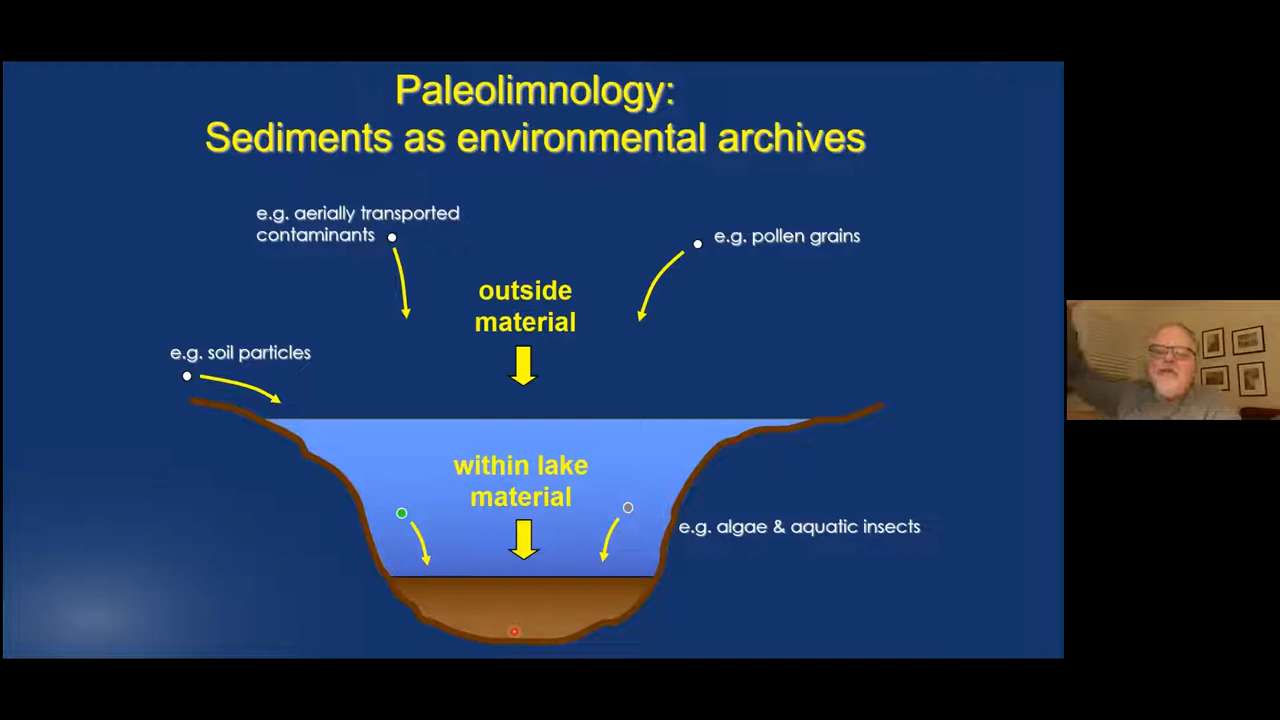 Paleolimnology:
Sediments as environmental archives
e.g. aerially transported
contaminants
e.g. pollen grains
outside
material
e.g. soil particles
within lake
material
e.g. algae & aquatic insects